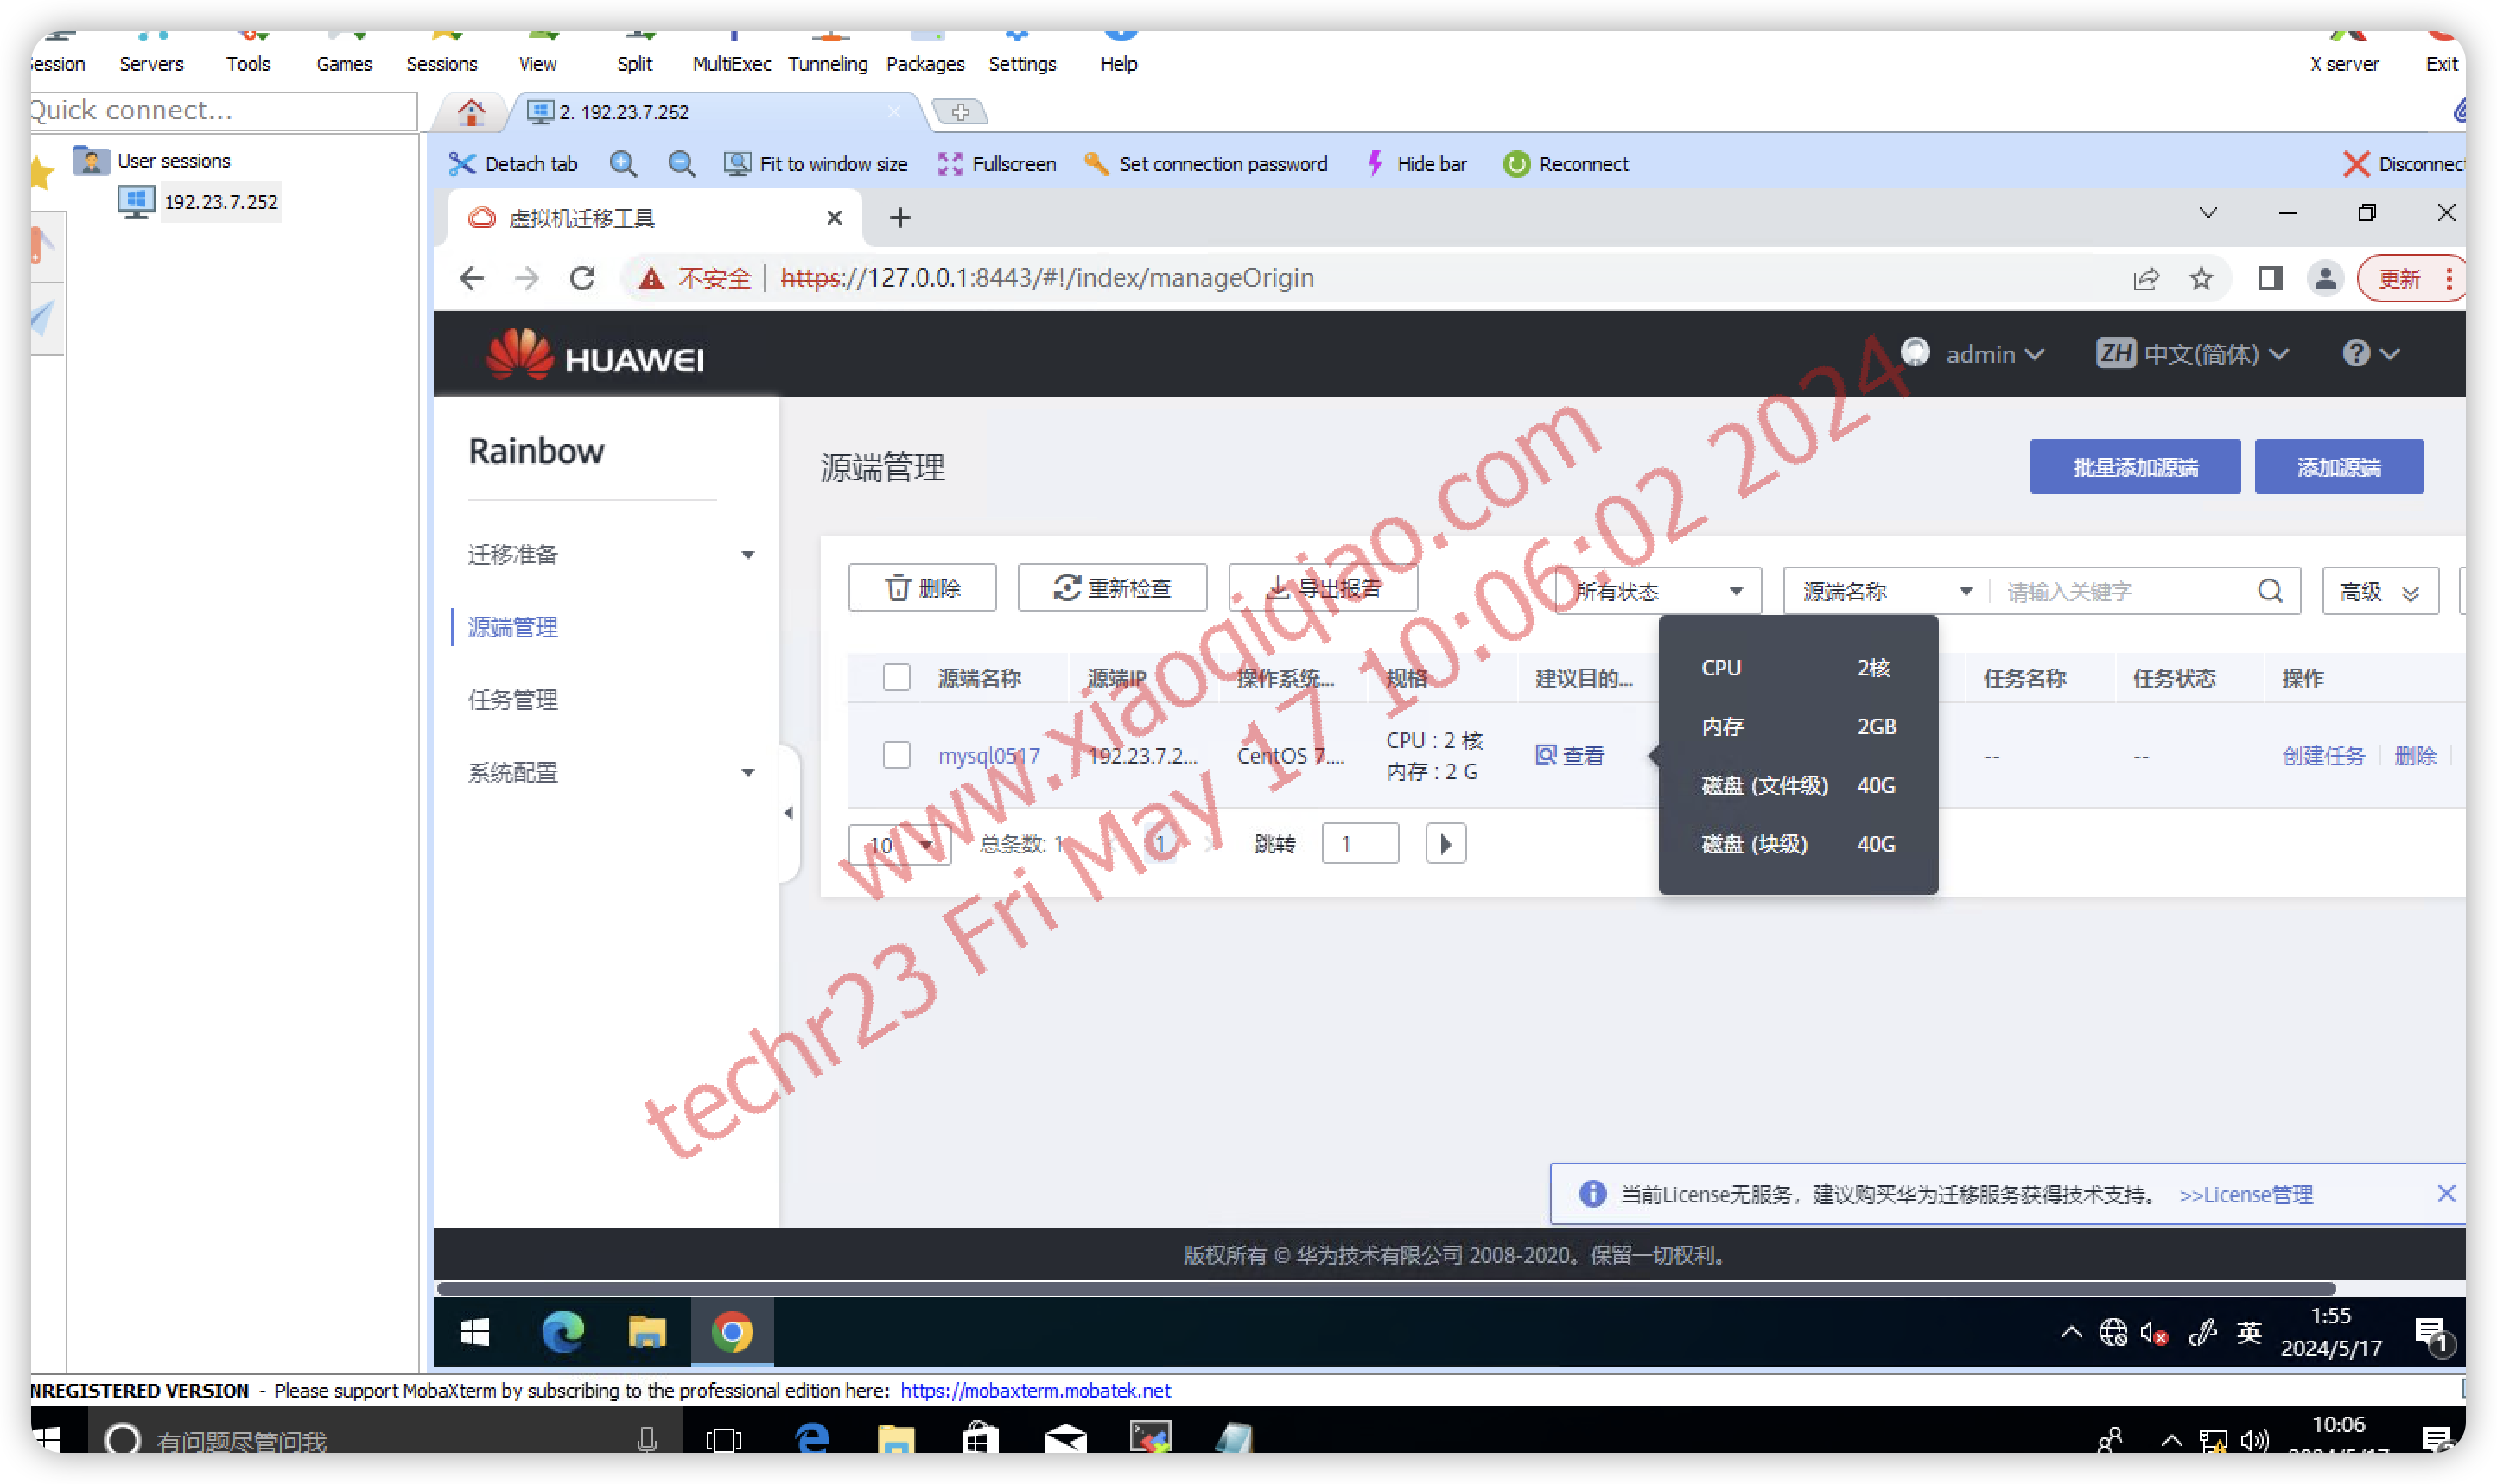 Servers Tools Games Sessions View Split MultiExec Tunneling Packages Settings Help X server Exit
Quick connect...
2. 192.23.7.252
User sessions
192.23.7.252
Detach tab Fit to window size Fullscreen Set connection password Hide bar Reconnect Disconnect
虚拟机迁移工具
不安全 https://127.0.0.1:8443/#!/index/manageOrigin
更新
HUAWEI
admin ZH 中文(简体) ?
Rainbow
迁移准备
源端管理
任务管理
系统配置
源端管理
批量添加源端 添加源端
删除 重新检查 导出报告 所有状态 源端名称 请输入关键字 高级
源端名称 源端IP 操作系统... 规格 建议目的... 任务名称 任务状态 操作
mysql0517 192.23.7.2... CentOS 7.... CPU : 2 核 查看 -- -- 创建任务 删除
内存 : 2 G
CPU 2核
内存 2GB
磁盘 (文件级) 40G
磁盘 (块级) 40G
10 总条数: 1 1 跳转 1
www.xiaoqiqiao.com
techr23 Fri May 17 10:06:02 2024
当前License无服务，建议购买华为迁移服务获得技术支持。 >>License管理
版权所有 © 华为技术有限公司 2008-2020。保留一切权利。
英 1:55
2024/5/17
1
NREGISTERED VERSION - Please support MobaXterm by subscribing to the professional edition here: https://mobaxterm.mobatek.net
有问题尽管问我
10:06